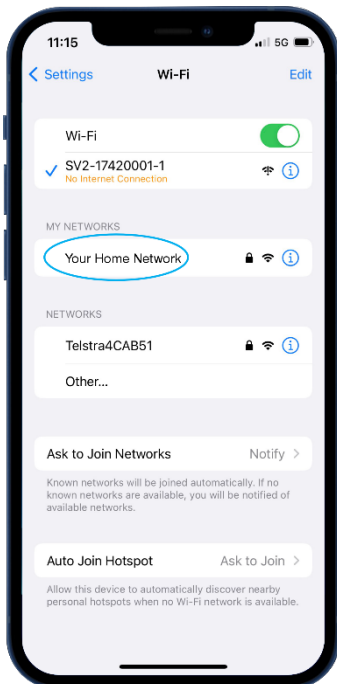 11:15 5G
Settings Wi-Fi Edit
Wi-Fi
SV2-17420001-1
No Internet Connection
MY NETWORKS
Your Home Network
NETWORKS
Telstra4CAB51
Other...
Ask to Join Networks Notify
Known networks will be joined automatically. If no
known networks are available, you will be notified of
available networks.
Auto Join Hotspot Ask to Join
Allow this device to automatically discover nearby
personal hotspots when no Wi-Fi network is available.